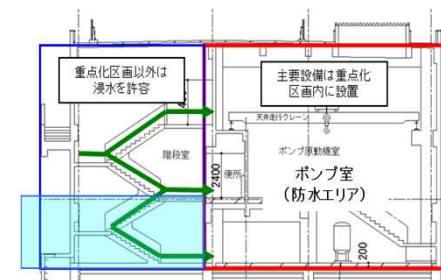 重点化区画以外は
浸水を許容
主要設備は重点化
区画内に設置
天井走行クレーン
階段室
便所
2400
ポンプ原動機室
ポンプ室
(防水エリア)
200